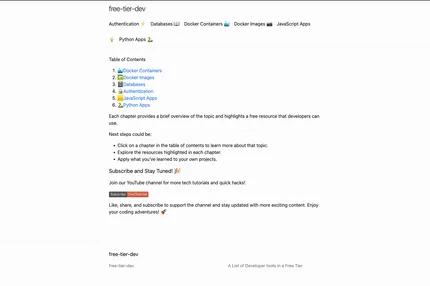 free-tier-dev
Authentication ⚡ Databases 📖 Docker Containers 🐳 Docker Images 📷 JavaScript Apps
💡 Python Apps 🐍
Table of Contents
1. 🐳Docker Containers
2. 🖼️Docker Images
3. 🗄️Databases
4. 🔐Authentication
5. 🟨JavaScript Apps
6. 🐍Python Apps
Each chapter provides a brief overview of the topic and highlights a free resource that developers can
use.
Next steps could be:
• Click on a chapter in the table of contents to learn more about that topic.
• Explore the resources highlighted in each chapter.
• Apply what you've learned to your own projects.
Subscribe and Stay Tuned! 🎉
Join our YouTube channel for more tech tutorials and quick hacks!
Like, share, and subscribe to support the channel and stay updated with more exciting content. Enjoy
your coding adventures! 🚀
free-tier-dev
free-tier-dev
A List of Developer tools in a Free Tier